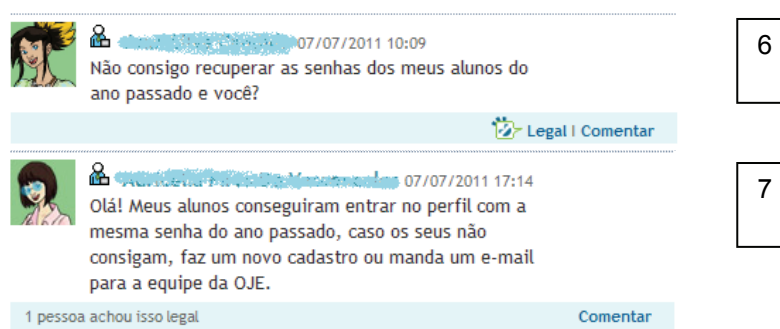 07/07/2011 10:09
Não consigo recuperar as senhas dos meus alunos do
ano passado e você?
Legal | Comentar
6
07/07/2011 17:14
Olá! Meus alunos conseguiram entrar no perfil com a
mesma senha do ano passado, caso os seus não
consigam, faz um novo cadastro ou manda um e-mail
para a equipe da OJE.
1 pessoa achou isso legal
Comentar
7